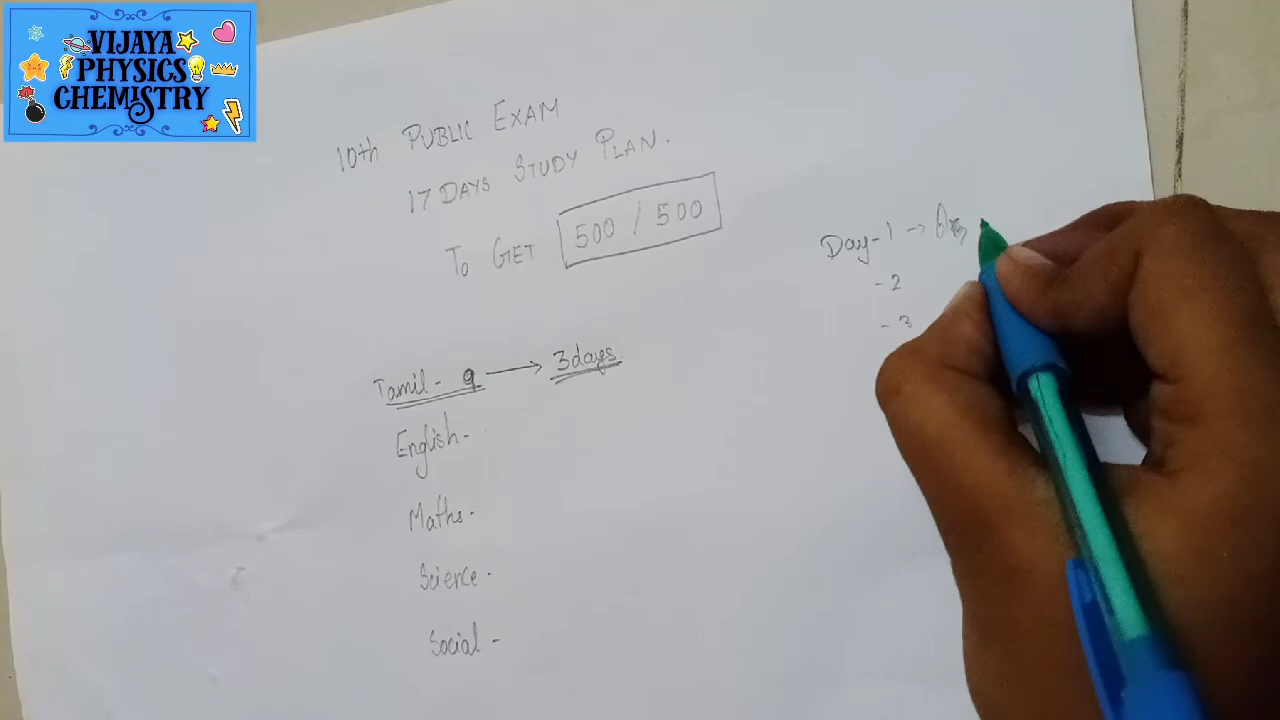 VIJAYA
PHYSICS
CHEMISTRY
10th PUBLIC EXAM
17 DAYS STUDY PLAN.
To GET 500 / 500
Day-1 →
- 2
- 3
Tamil - 9 → 3days
English -
Maths -
Science -
Social -